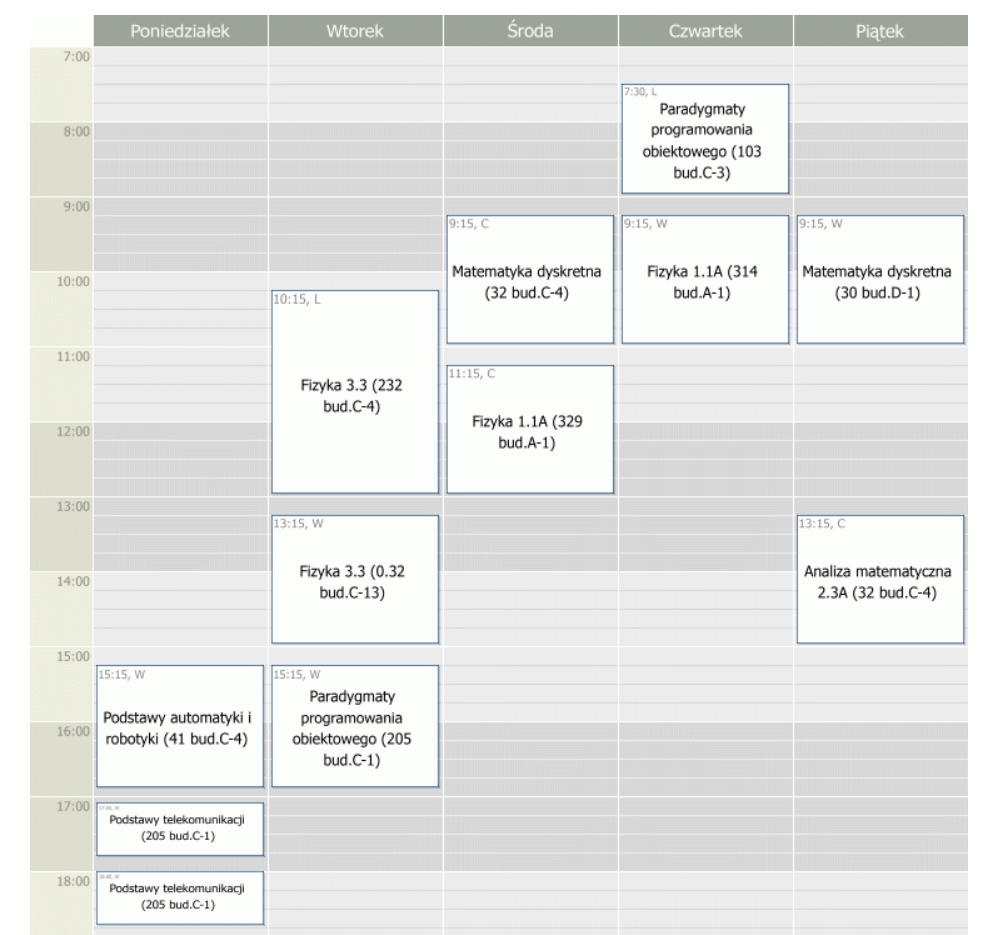 Poniedziałek Wtorek Środa Czwartek Piątek
7:00
7:30, L
Paradygmaty
programowania
obiektowego (103
bud.C-3)
8:00
9:00
9:15, C
Matematyka dyskretna
(32 bud.C-4)
9:15, W
Fizyka 1.1A (314
bud.A-1)
9:15, W
Matematyka dyskretna
(30 bud.D-1)
10:00
10:15, L
Fizyka 3.3 (232
bud.C-4)
11:00
11:15, C
Fizyka 1.1A (329
bud.A-1)
12:00
13:00
13:15, W
Fizyka 3.3 (0.32
bud.C-13)
13:15, C
Analiza matematyczna
2.3A (32 bud.C-4)
14:00
15:00
15:15, W
Podstawy automatyki i
robotyki (41 bud.C-4)
15:15, W
Paradygmaty
programowania
obiektowego (205
bud.C-1)
16:00
17:00
Podstawy telekomunikacji
(205 bud.C-1)
18:00
Podstawy telekomunikacji
(205 bud.C-1)